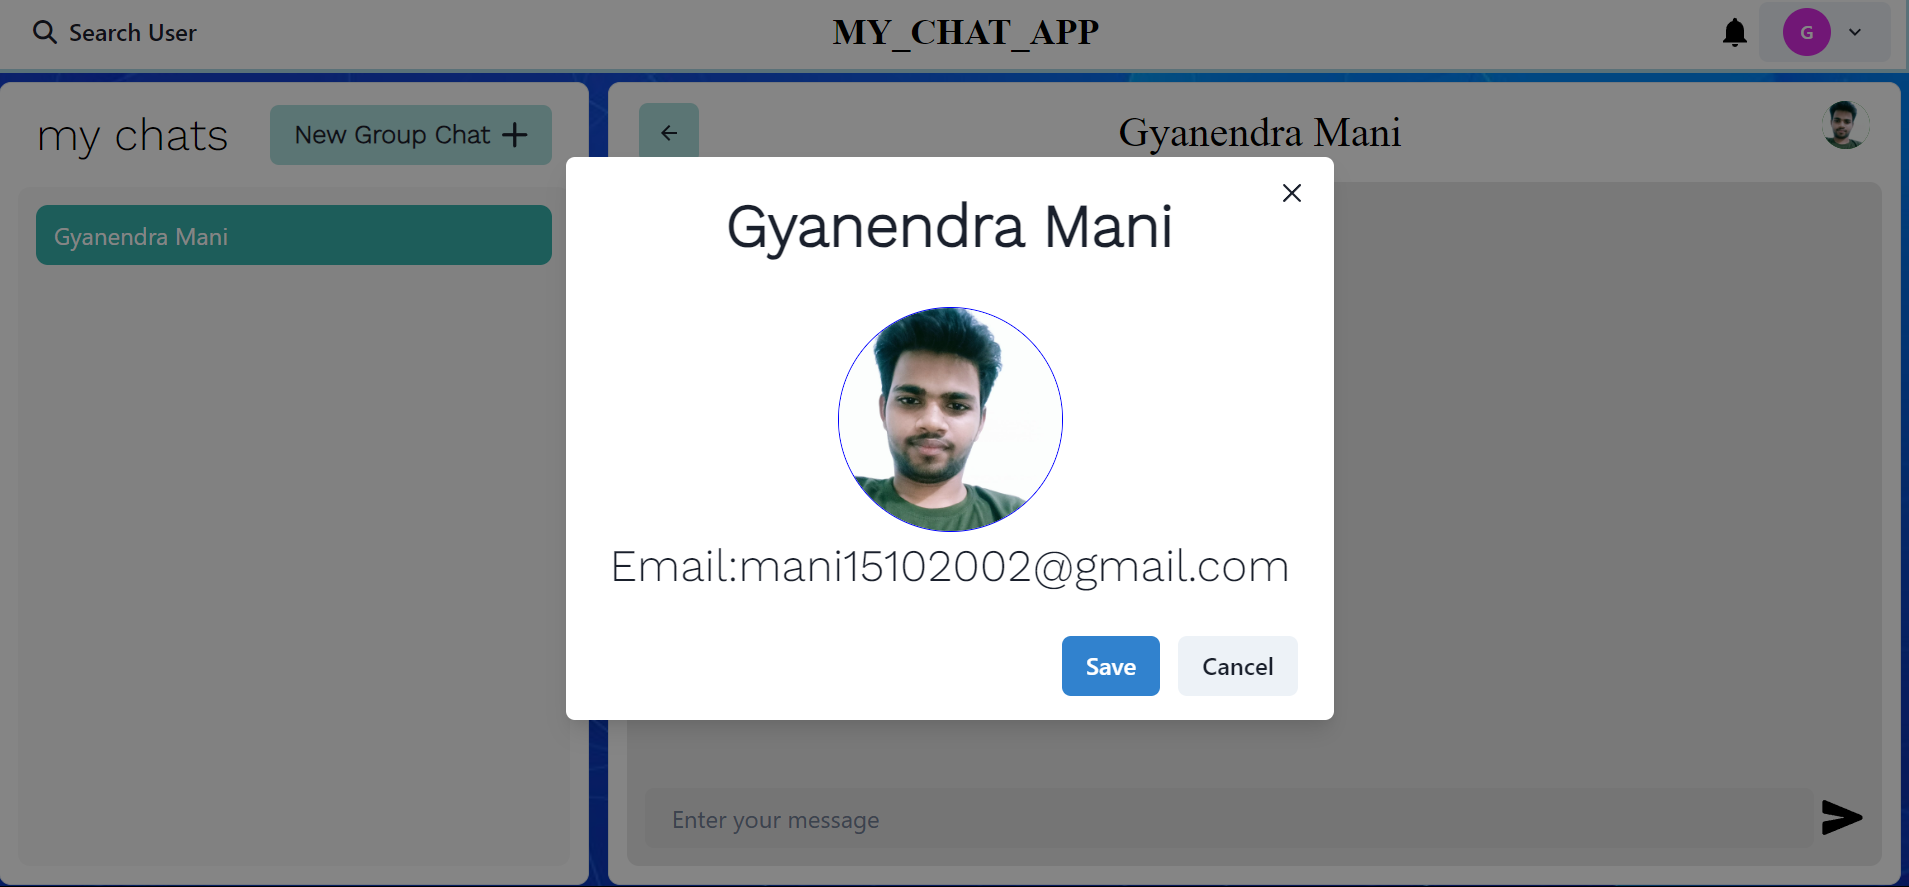 Search User
MY_CHAT_APP
G
my chats
New Group Chat
Gyanendra Mani
Gyanendra Mani
Gyanendra Mani
Email:mani15102002@gmail.com
Save
Cancel
Enter your message